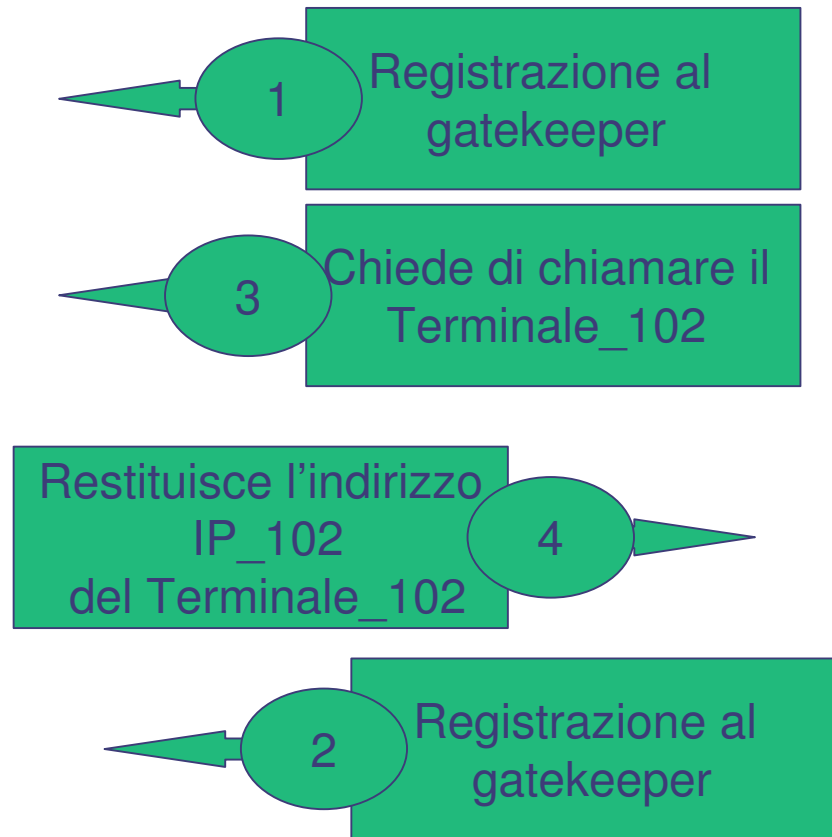 1
Registrazione al
gatekeeper
3
Chiede di chiamare il
Terminale_102
Restituisce l’indirizzo
IP_102
del Terminale_102
4
2
Registrazione al
gatekeeper